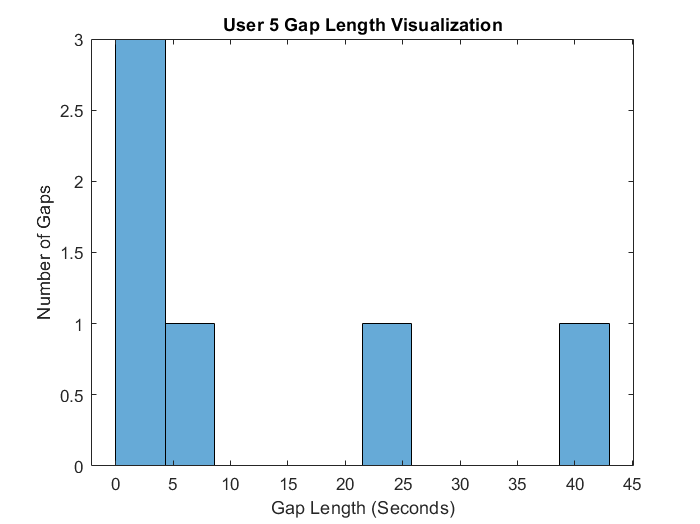 User 5 Gap Length Visualization
3
2.5
2
1.5
1
0.5
0
Number of Gaps
0 5 10 15 20 25 30 35 40 45
Gap Length (Seconds)